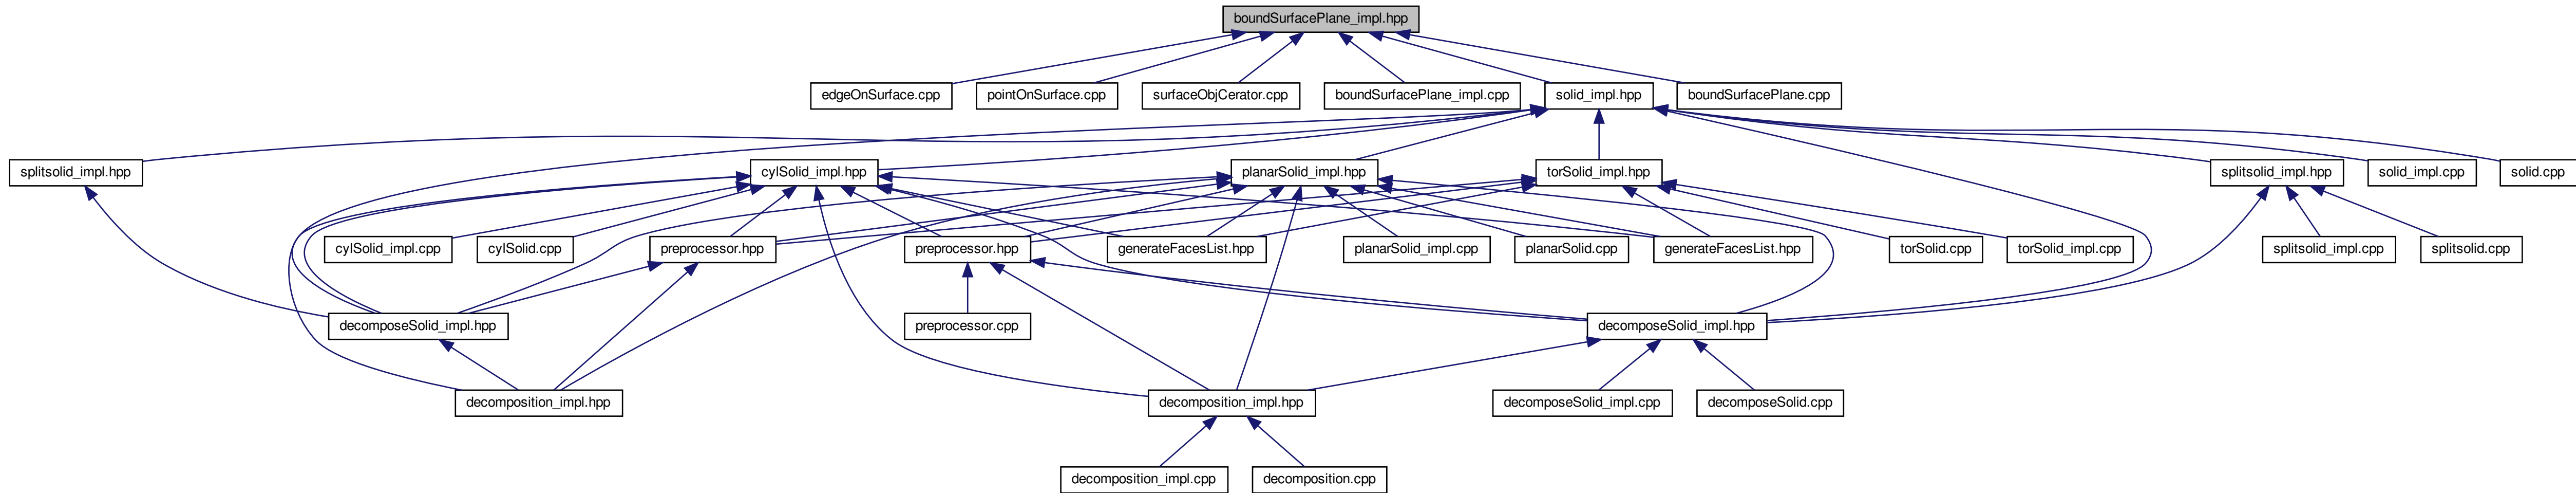 boundSurfacePlane_impl.hpp
edgeOnSurface.cpp
pointOnSurface.cpp
surfaceObjCerator.cpp
boundSurfacePlane_impl.cpp
solid_impl.hpp
boundSurfacePlane.cpp
splitsolid_impl.hpp
cylSolid_impl.hpp
planarSolid_impl.hpp
torSolid_impl.hpp
splitsolid_impl.hpp
solid_impl.cpp
solid.cpp
cylSolid_impl.cpp
cylSolid.cpp
preprocessor.hpp
preprocessor.hpp
generateFacesList.hpp
planarSolid_impl.cpp
planarSolid.cpp
generateFacesList.hpp
torSolid.cpp
torSolid_impl.cpp
splitsolid_impl.cpp
splitsolid.cpp
decomposeSolid_impl.hpp
preprocessor.cpp
decomposeSolid_impl.hpp
decomposition_impl.hpp
decomposition_impl.hpp
decomposeSolid_impl.cpp
decomposeSolid.cpp
decomposition_impl.cpp
decomposition.cpp